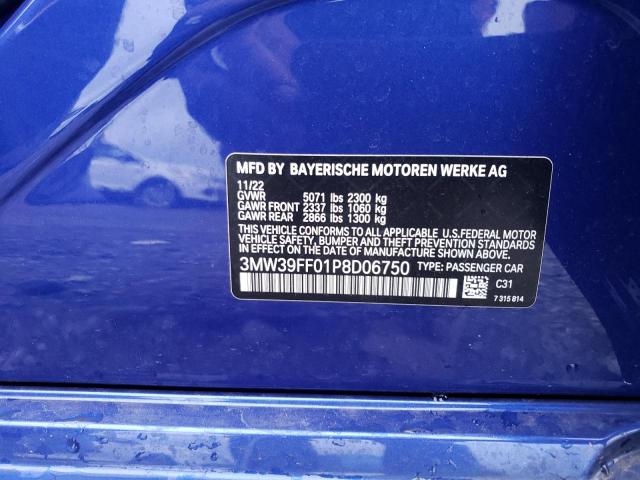 MFD BY BAYERISCHE MOTOREN WERKE AG
11/22
GVWR 5071 lbs 2300 kg
GAWR FRONT 2337 lbs 1060 kg
GAWR REAR 2866 lbs 1300 kg
THIS VEHICLE CONFORMS TO ALL APPLICABLE U.S.FEDERAL MOTOR
VEHICLE SAFETY, BUMPER, AND THEFT PREVENTION STANDARDS
IN EFFECT ON THE DATE OF MANUFACTURE SHOWN ABOVE.
3MW39FF01P8D06750 TYPE: PASSENGER CAR
C31
7 315 814